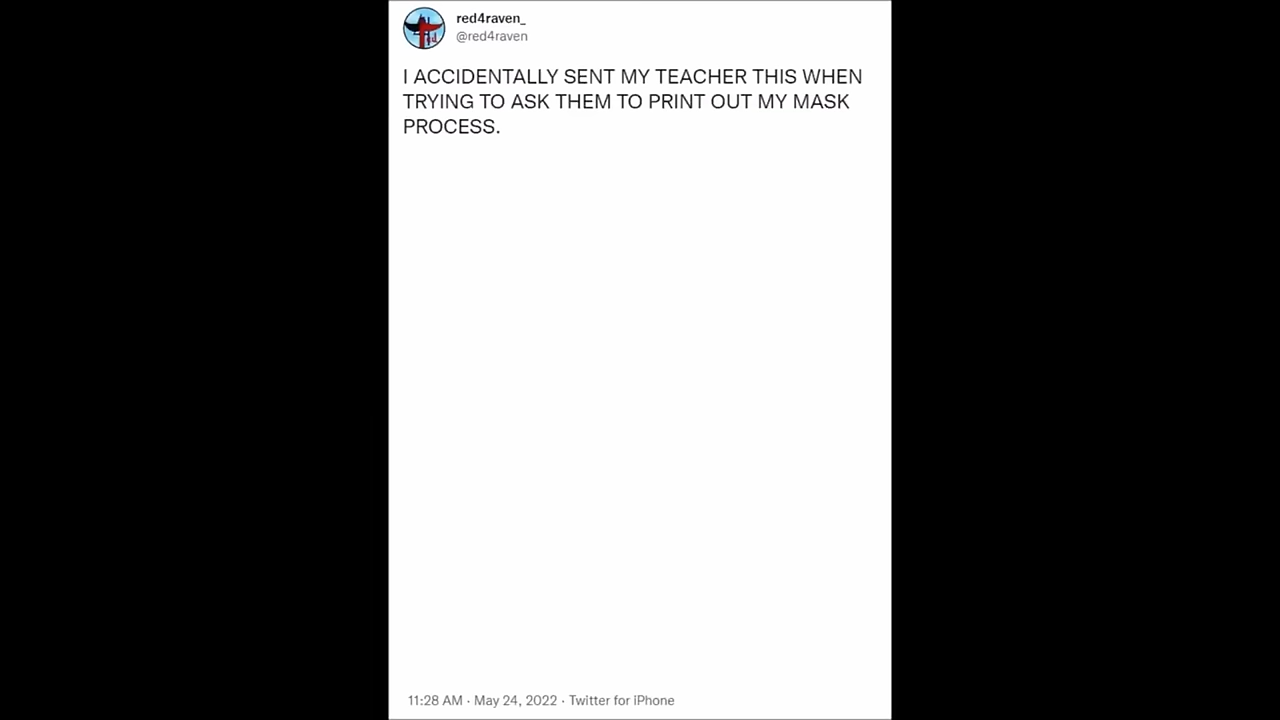 red4raven_
@red4raven
I ACCIDENTALLY SENT MY TEACHER THIS WHEN
TRYING TO ASK THEM TO PRINT OUT MY MASK
PROCESS.
11:28 AM · May 24, 2022 · Twitter for iPhone